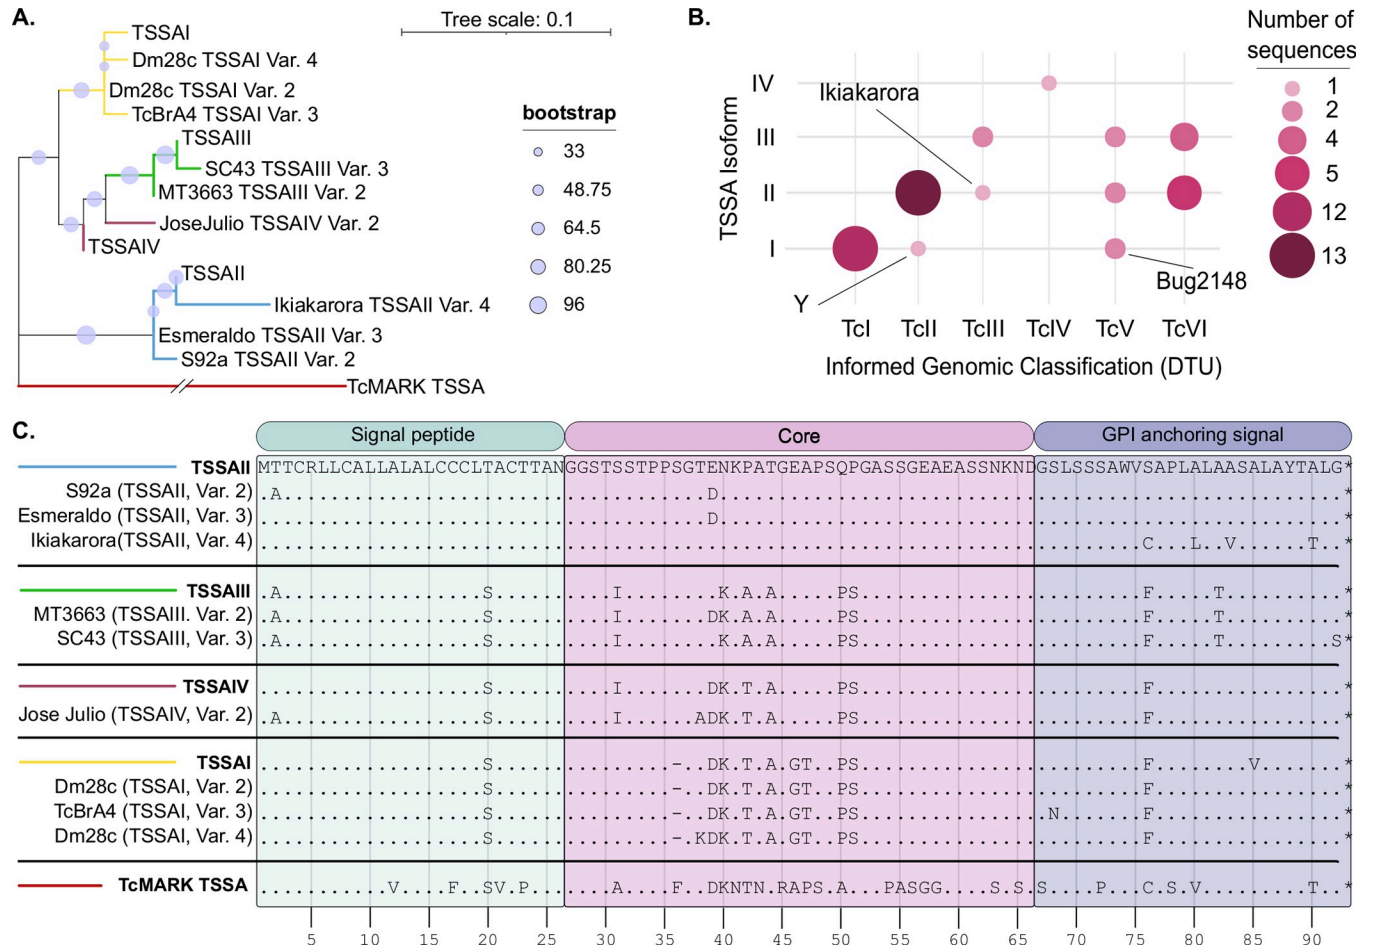 A.
Tree scale: 0.1
TSSAI
Dm28c TSSAI Var. 4
Dm28c TSSAI Var. 2
TcBrA4 TSSAI Var. 3
TSSAIII
SC43 TSSAIII Var. 3
MT3663 TSSAIII Var. 2
JoseJulio TSSAIV Var. 2
TSSAIV
TSSAII
Ikiakarora TSSAII Var. 4
Esmeraldo TSSAII Var. 3
S92a TSSAII Var. 2
TcMARK TSSA
bootstrap
33
48.75
64.5
80.25
96
B.
TSSA Isoform
IV
III
II
I
Ikiakarora
Y
Bug2148
TcI TcII TcIII TcIV TcV TcVI
Informed Genomic Classification (DTU)
Number of
sequences
1
2
4
5
12
13
C.
Signal peptide Core GPI anchoring signal
TSSAII MTTCRLLCALLALALCCCLTACTTANGGSTSSTPPSGTENKPATGEAPSQPGASSGEAEASSNKNDGSLSSSAWVSAPLALAASALAYTALG*
S92a (TSSAII, Var. 2) .A....................................D.....................................................*
Esmeraldo (TSSAII, Var. 3) ......................................D.....................................................*
Ikiakarora(TSSAII, Var. 4) ...........................................................................C...L..V......T..*
TSSAIII .A.................S..........I........K.A.A.....PS........................F.....T..........*
MT3663 (TSSAIII. Var. 2) .A.................S..........I.......DK.A.A.....PS........................F.....T..........*
SC43 (TSSAIII, Var. 3) .A.................S..........I........K.A.A.....PS........................F.....T.........S*
TSSAIV ...................S..........I.......DK.T.A.....PS........................F................*
Jose Julio (TSSAIV, Var. 2) .A.................S..........I......ADK.T.A.....PS........................F................*
TSSAI ...................S...............-..DK.T.A.GT..PS........................F........V.......*
Dm28c (TSSAI, Var. 2) ...................S...............-..DK.T.A.GT..PS........................F................*
TcBrA4 (TSSAI, Var. 3) ...................S...............-..DK.T.A.GT..PS................N.......F................*
Dm28c (TSSAI, Var. 4) ...................S...............-.KDK.T.A.GT..PS........................F................*
TcMARK TSSA ...........V....F..SV.P.......A....F..DKNTN.RAPS.A...PASGG....S.S.S....P...C.S.V.........T..*
5 10 15 20 25 30 35 40 45 50 55 60 65 70 75 80 85 90